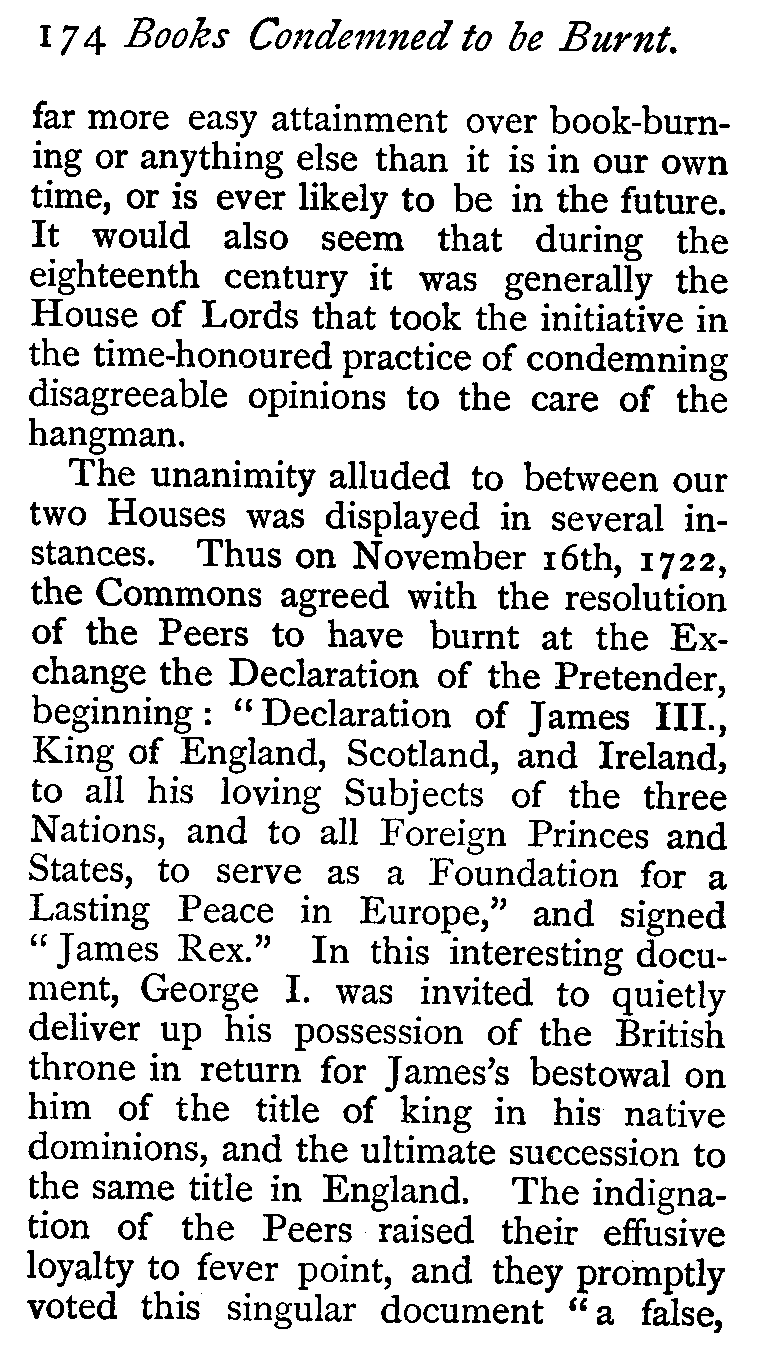 174 Books Condemned to be Burnt.
far more easy attainment over book-burn-
ing or anything else than it is in our own
time, or is ever likely to be in the future.
It would also seem that during the
eighteenth century it was generally the
House of Lords that took the initiative in
the time-honoured practice of condemning
disagreeable opinions to the care of the
hangman.
The unanimity alluded to between our
two Houses was displayed in several in-
stances. Thus on November 16th, 1722,
the Commons agreed with the resolution
of the Peers to have burnt at the Ex-
change the Declaration of the Pretender,
beginning: "Declaration of James III.,
King of England, Scotland, and Ireland,
to all his loving Subjects of the three
Nations, and to all Foreign Princes and
States, to serve as a Foundation for a
Lasting Peace in Europe," and signed
"James Rex." In this interesting docu-
ment, George I. was invited to quietly
deliver up his possession of the British
throne in return for James's bestowal on
him of the title of king in his native
dominions, and the ultimate succession to
the same title in England. The indigna-
tion of the Peers raised their effusive
loyalty to fever point, and they promptly
voted this singular document "a false,